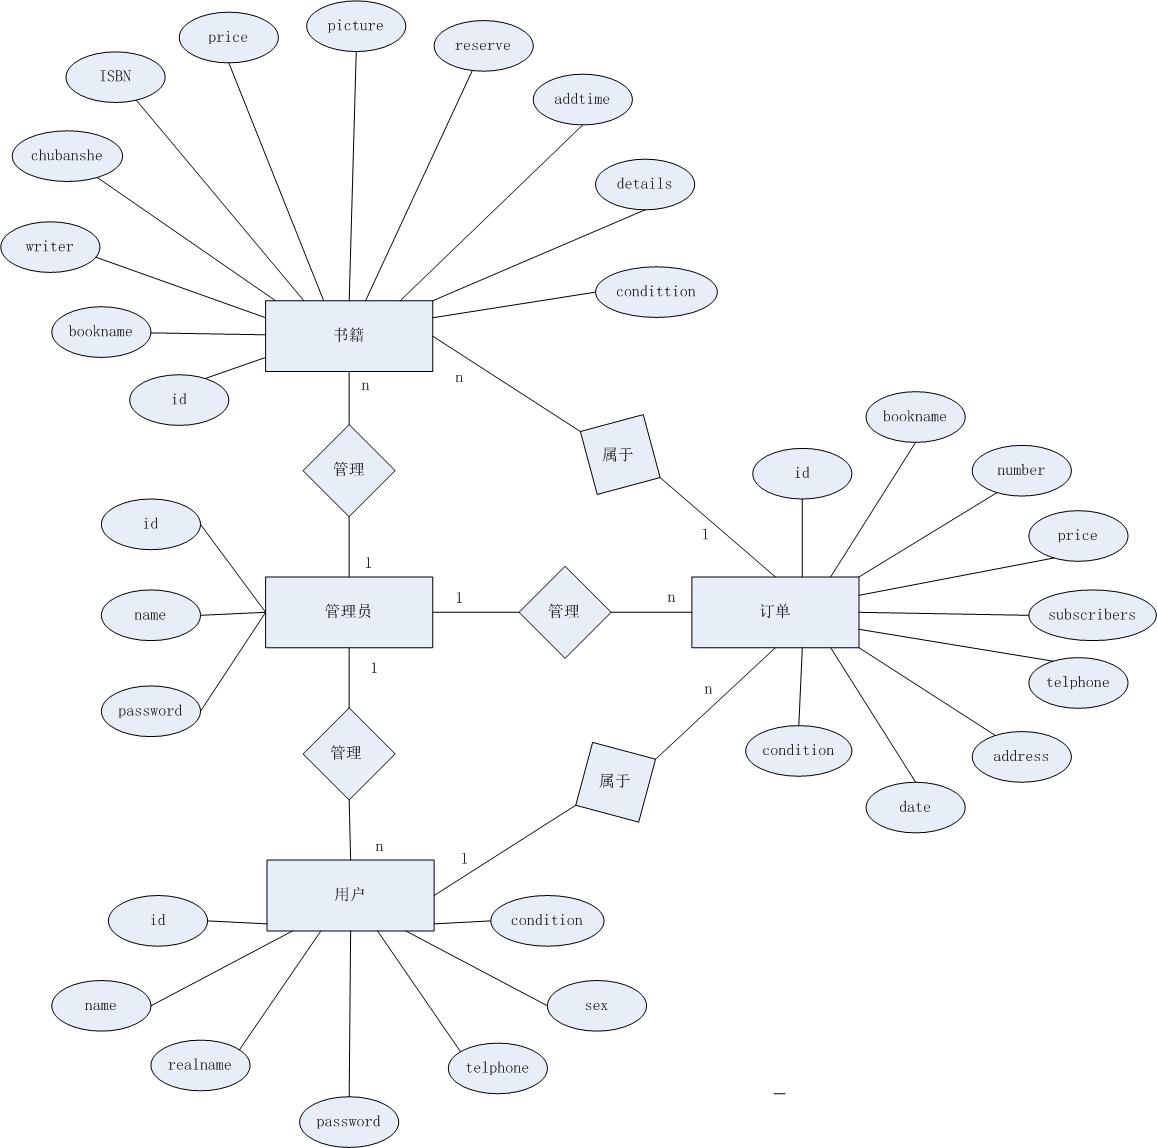 picture
price
reserve
ISBN
addtime
chubanshe
details
writer
condittion
bookname
书籍
id
n
n
bookname
管理
属于
id
number
id
1
price
1
name
管理员
1
管理
n
订单
subscribers
1
telphone
n
password
管理
condition
address
属于
date
n
1
用户
id
condition
name
sex
realname
telphone
password